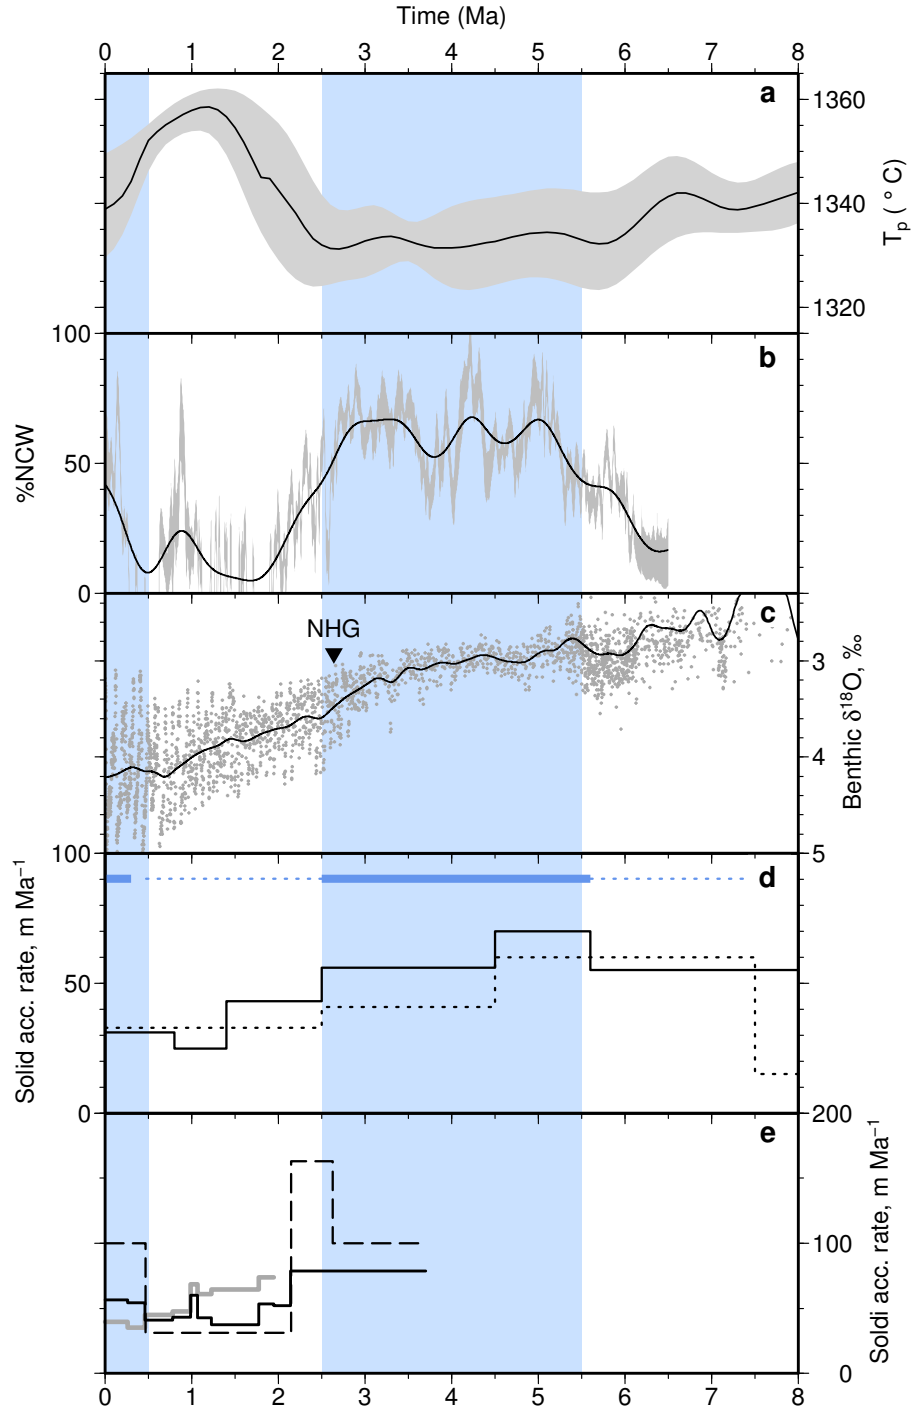 Time (Ma)
0 1 2 3 4 5 6 7 8
a
1360
1340
1320
T_p ( ° C)
100
50
0
%NCW
b
c
NHG
3
4
5
Benthic δ¹⁸O, ‰
100
50
0
Solid acc. rate, m Ma⁻¹
d
e
200
100
0
Soldi acc. rate, m Ma⁻¹
0 1 2 3 4 5 6 7 8